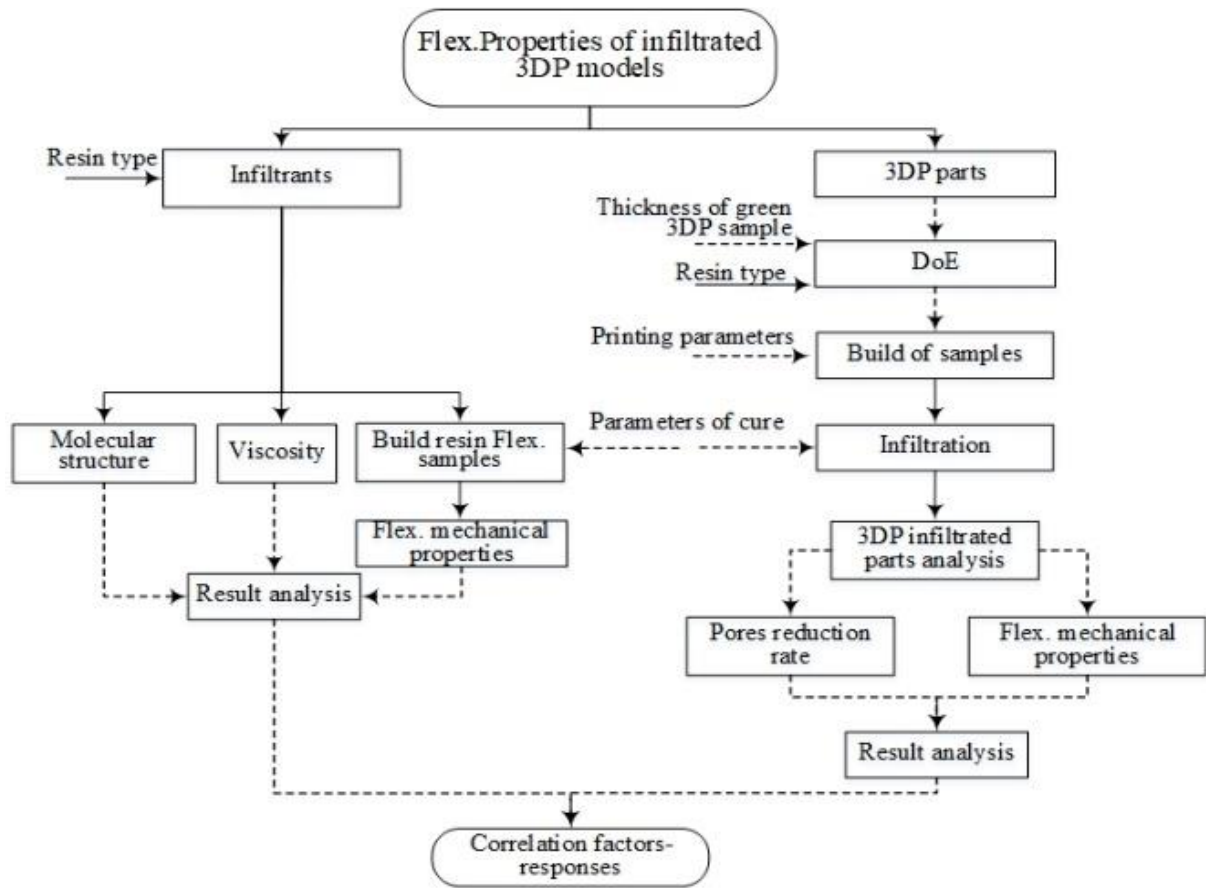 Flex.Properties of infiltrated
3DP models
Resin type
Infiltrants
3DP parts
Thickness of green
3DP sample
DoE
Resin type
Printing parameters
Build of samples
Molecular
structure
Viscosity
Build resin Flex.
samples
Parameters of cure
Infiltration
Flex. mechanical
properties
3DP infiltrated
parts analysis
Result analysis
Pores reduction
rate
Flex. mechanical
properties
Result analysis
Correlation factors-
responses